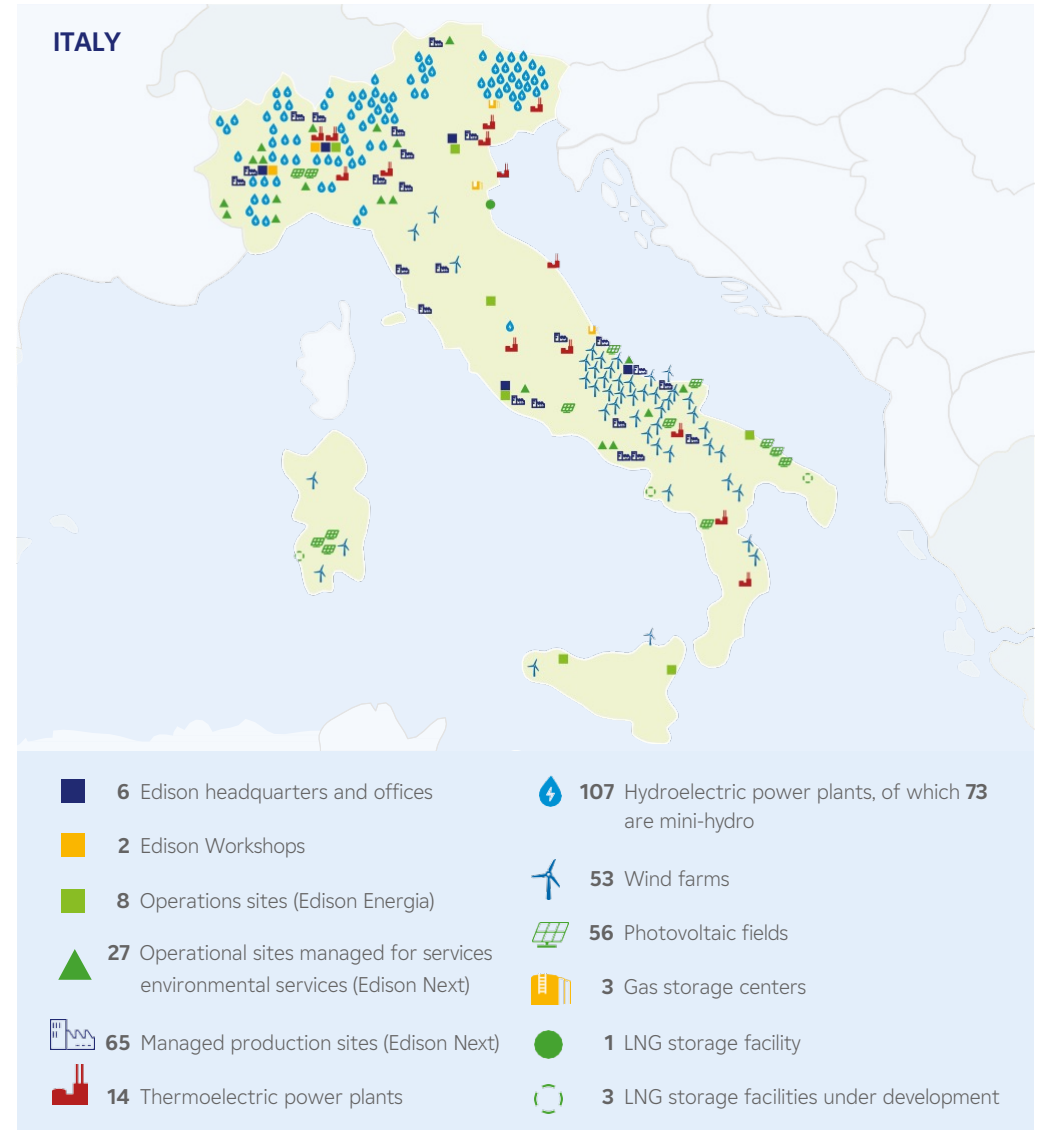 ITALY
6 Edison headquarters and offices
2 Edison Workshops
8 Operations sites (Edison Energia)
27 Operational sites managed for services
environmental services (Edison Next)
65 Managed production sites (Edison Next)
14 Thermoelectric power plants
107 Hydroelectric power plants, of which 73
are mini-hydro
53 Wind farms
56 Photovoltaic fields
3 Gas storage centers
1 LNG storage facility
3 LNG storage facilities under development